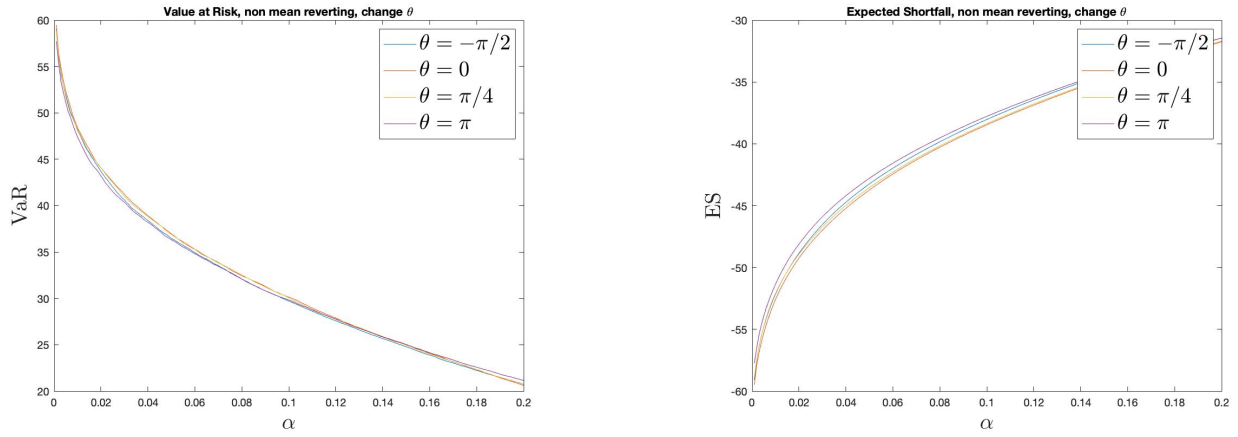 Value at Risk, non mean reverting, change θ
60
55
50
45
40
35
30
25
20
VaR
0
0.02
0.04
0.06
0.08
0.1
0.12
0.14
0.16
0.18
0.2
α
θ = −π/2
θ = 0
θ = π/4
θ = π
Expected Shortfall, non mean reverting, change θ
-30
-35
-40
-45
-50
-55
-60
ES
0
0.02
0.04
0.06
0.08
0.1
0.12
0.14
0.16
0.18
0.2
α
θ = −π/2
θ = 0
θ = π/4
θ = π